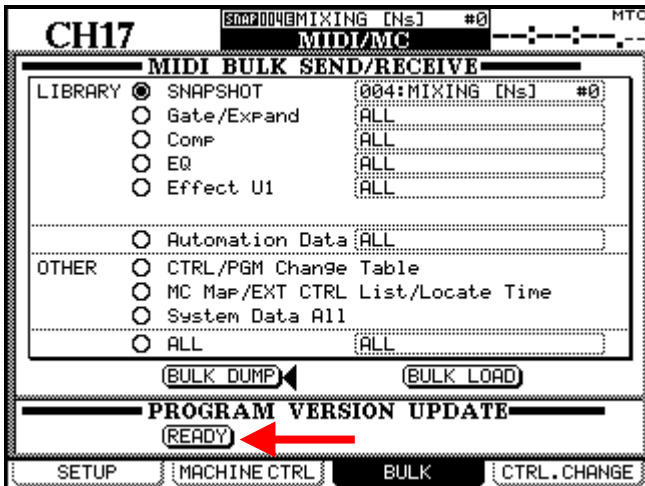 CH17
SNAP004:MIXING [Ns] #0
MIDI/MC
MTC
--:--:--.--
MIDI BULK SEND/RECEIVE
LIBRARY SNAPSHOT 004:MIXING [Ns] #0
Gate/Expand ALL
Comp ALL
EQ ALL
Effect U1 ALL
Automation Data ALL
OTHER CTRL/PGM Change Table
MC Map/EXT CTRL List/Locate Time
System Data All
ALL ALL
BULK DUMP BULK LOAD
PROGRAM VERSION UPDATE
READY
SETUP MACHINE CTRL BULK CTRL.CHANGE